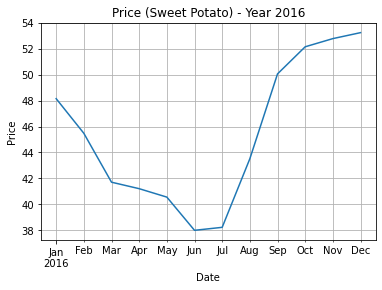 Price (Sweet Potato) - Year 2016
54
52
50
48
46
44
42
40
38
Price
Jan Feb Mar Apr May Jun Jul Aug Sep Oct Nov Dec
2016
Date